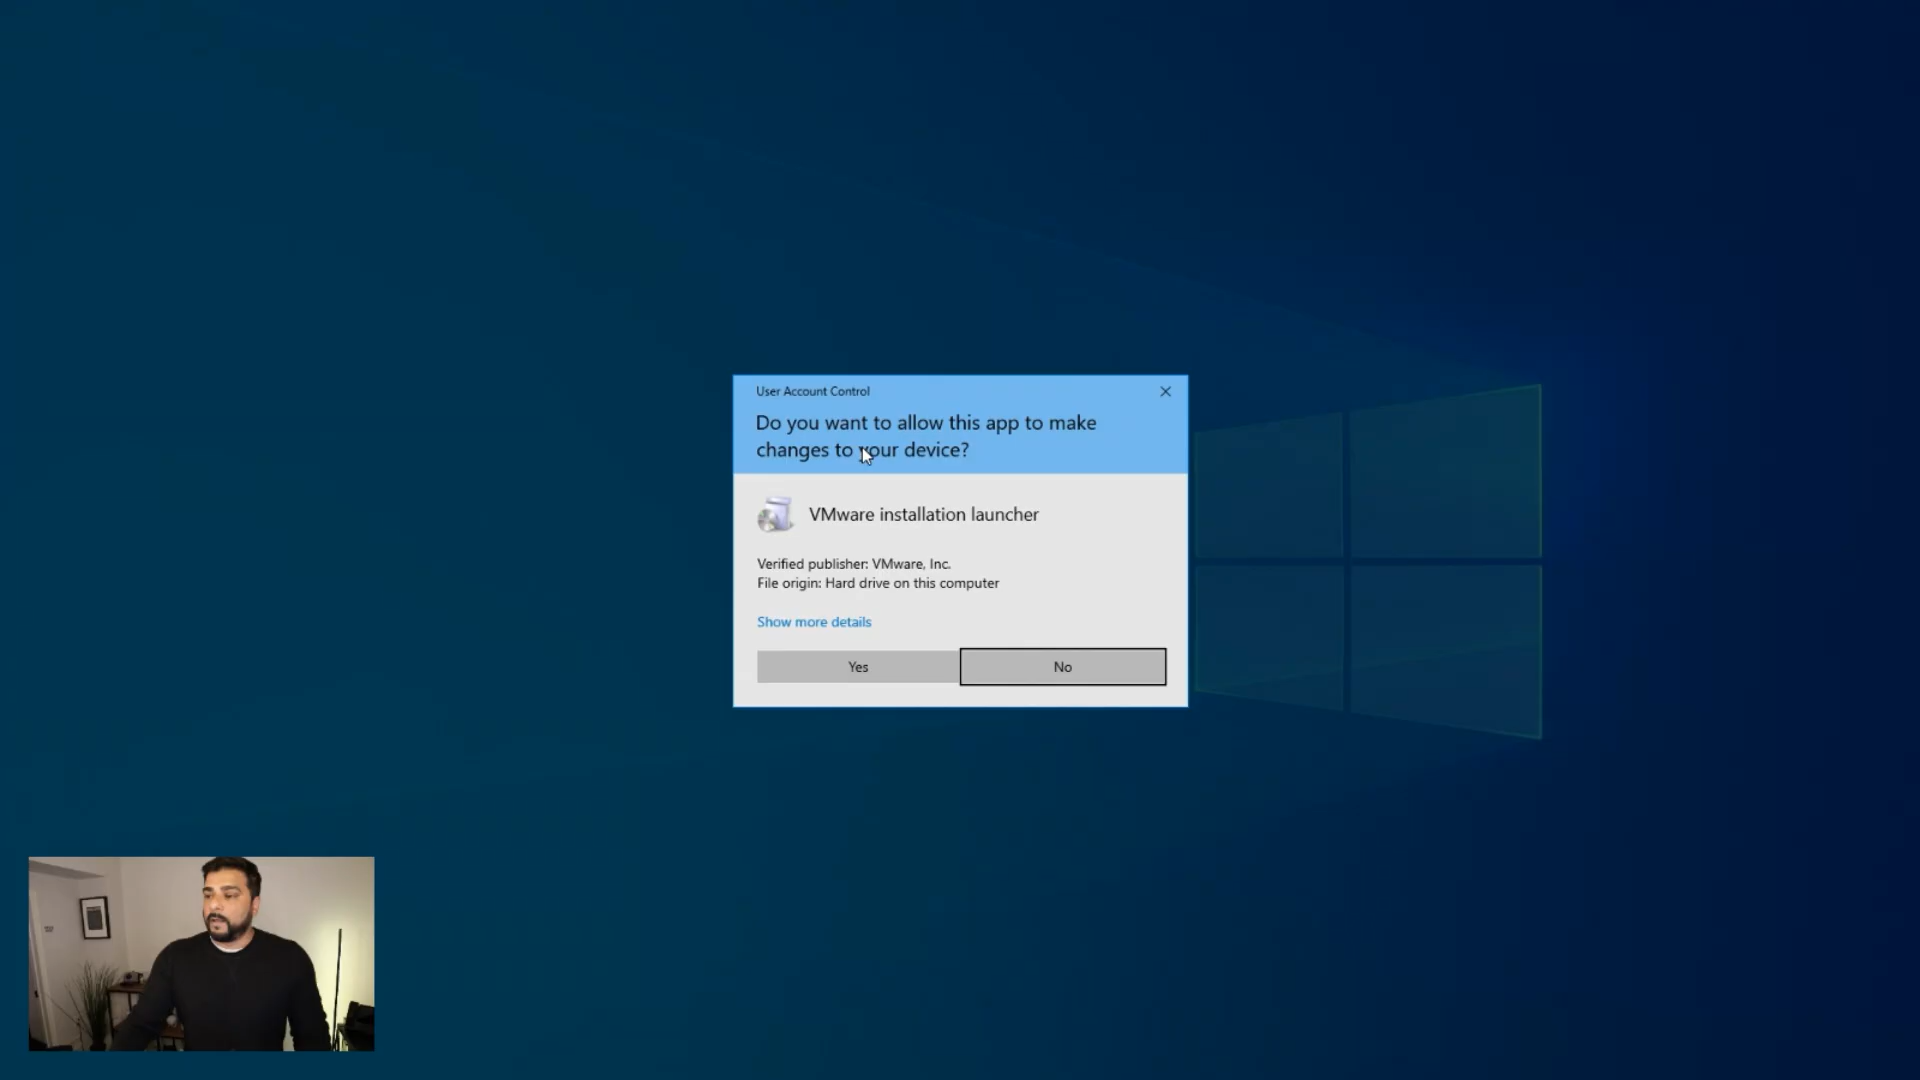 User Account Control
Do you want to allow this app to make
changes to your device?
VMware installation launcher
Verified publisher: VMware, Inc.
File origin: Hard drive on this computer
Show more details
Yes
No